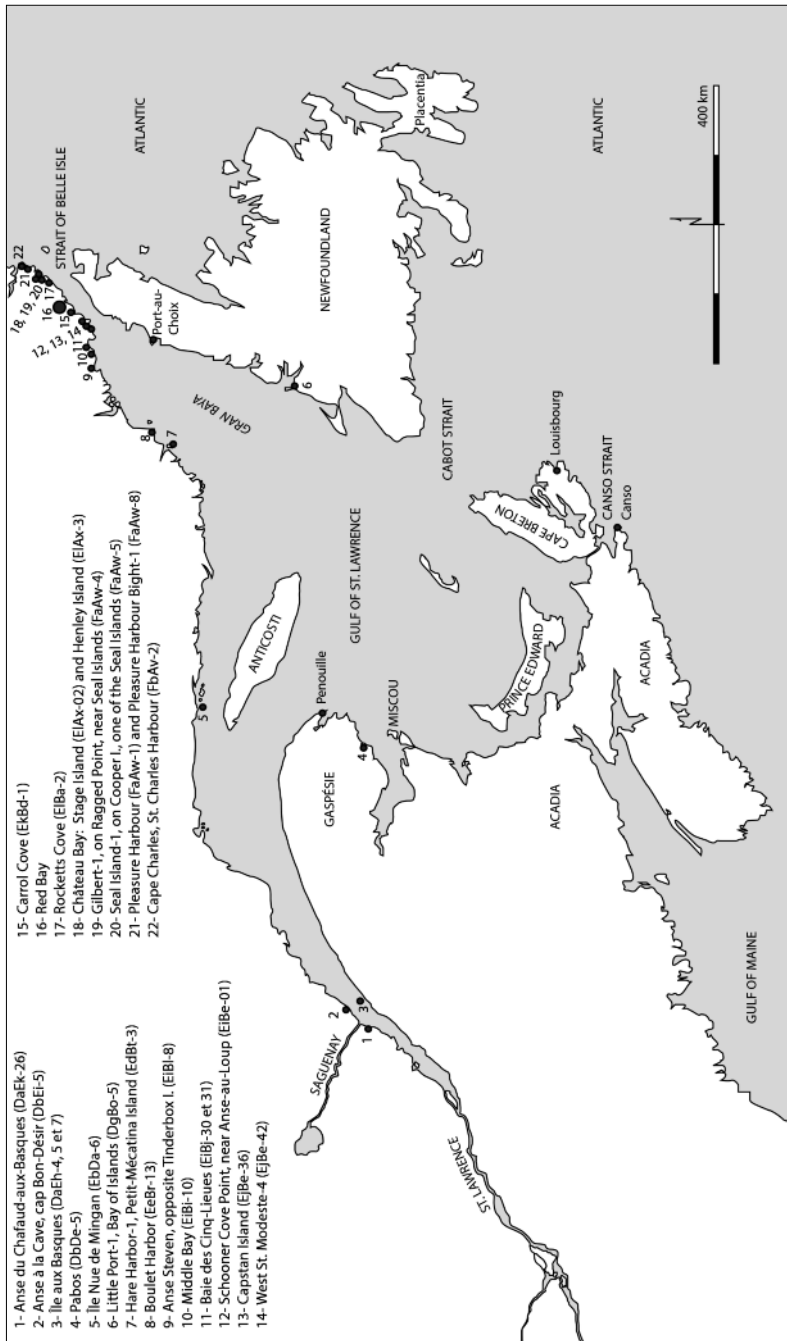 1- Anse du Chafaud-aux-Basques (DaEk-26)
2- Anse à la Cave, cap Bon-Désir (DbEi-5)
3- Île aux Basques (DaEh-4, 5 et 7)
4- Pabos (DbDe-5)
5- Île Nue de Mingan (EbDa-6)
6- Little Port-1, Bay of Islands (DgBo-5)
7- Hare Harbor-1, Petit-Mécatina Island (EdBt-3)
8- Boulet Harbor (EeBr-13)
9- Anse Steven, opposite Tinderbox I. (EiBl-8)
10- Middle Bay (EiBi-10)
11- Baie des Cinq-Lieues (EiBj-30 et 31)
12- Schooner Cove Point, near Anse-au-Loup (EiBe-01)
13- Capstan Island (EjBe-36)
14- West St. Modeste-4 (EjBe-42)
15- Carrol Cove (EkBd-1)
16- Red Bay
17- Rocketts Cove (ElBa-2)
18- Château Bay: Stage Island (ElAx-02) and Henley Island (ElAx-3)
19- Gilbert-1, on Ragged Point, near Seal Islands (FaAw-4)
20- Seal Island-1, on Cooper I., one of the Seal Islands (FaAw-5)
21- Pleasure Harbour (FaAw-1) and Pleasure Harbour Bight-1 (FaAw-8)
22- Cape Charles, St. Charles Harbour (FbAv-2)
22
21
18, 19, 20
17
STRAIT OF BELLE ISLE
16
15
12, 13, 14
11
10
9
ATLANTIC
Port-au-
Choix
8
7
GRAN BAYA
6
NEWFOUNDLAND
Placentia
5
ANTICOSTI
GULF OF ST. LAWRENCE
CABOT STRAIT
ATLANTIC
Penouille
GASPÉSIE
4
MISCOU
SAGUENAY
2
3
1
ST. LAWRENCE
PRINCE EDWARD
CAPE BRETON
Louisbourg
CANSO STRAIT
Canso
ACADIA
ACADIA
GULF OF MAINE
400 km